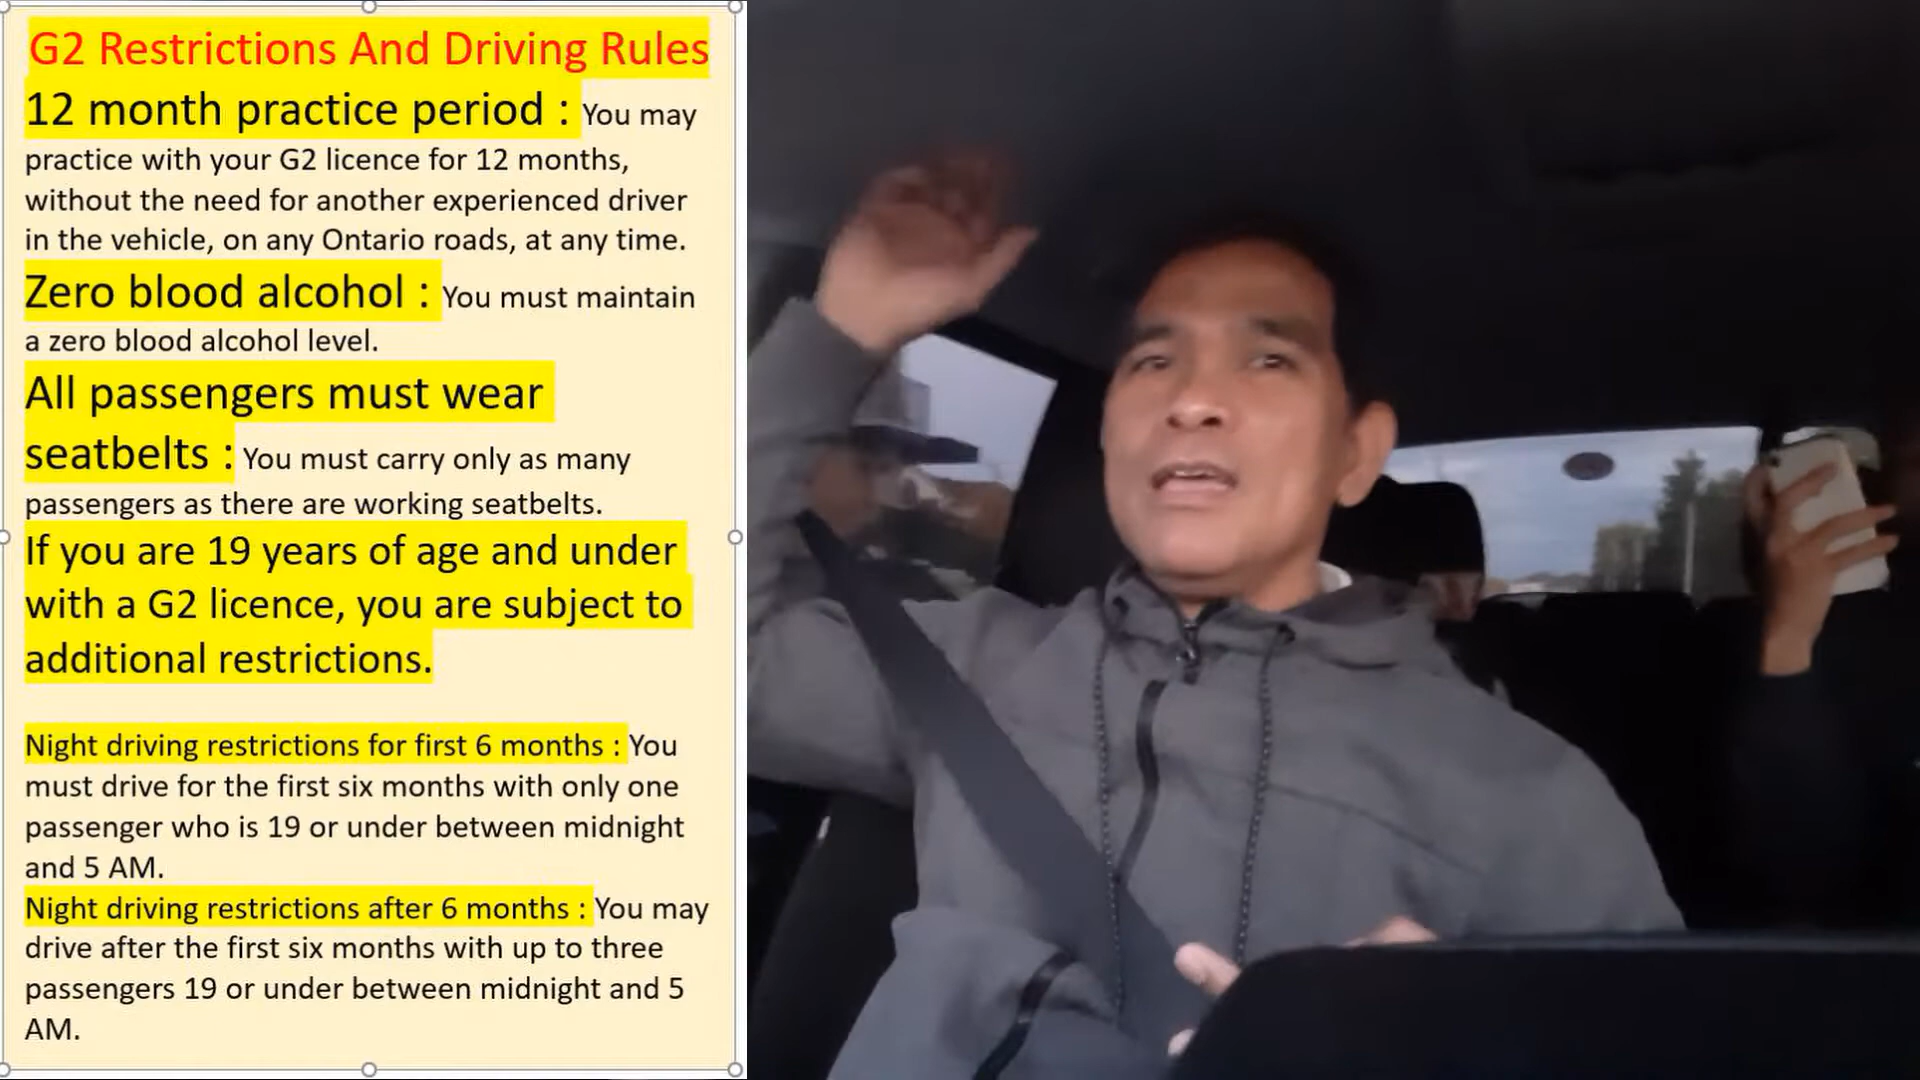 G2 Restrictions And Driving Rules
12 month practice period : You may
practice with your G2 licence for 12 months,
without the need for another experienced driver
in the vehicle, on any Ontario roads, at any time.
Zero blood alcohol : You must maintain
a zero blood alcohol level.
All passengers must wear
seatbelts : You must carry only as many
passengers as there are working seatbelts.
If you are 19 years of age and under
with a G2 licence, you are subject to
additional restrictions.
Night driving restrictions for first 6 months : You
must drive for the first six months with only one
passenger who is 19 or under between midnight
and 5 AM.
Night driving restrictions after 6 months : You may
drive after the first six months with up to three
passengers 19 or under between midnight and 5
AM.